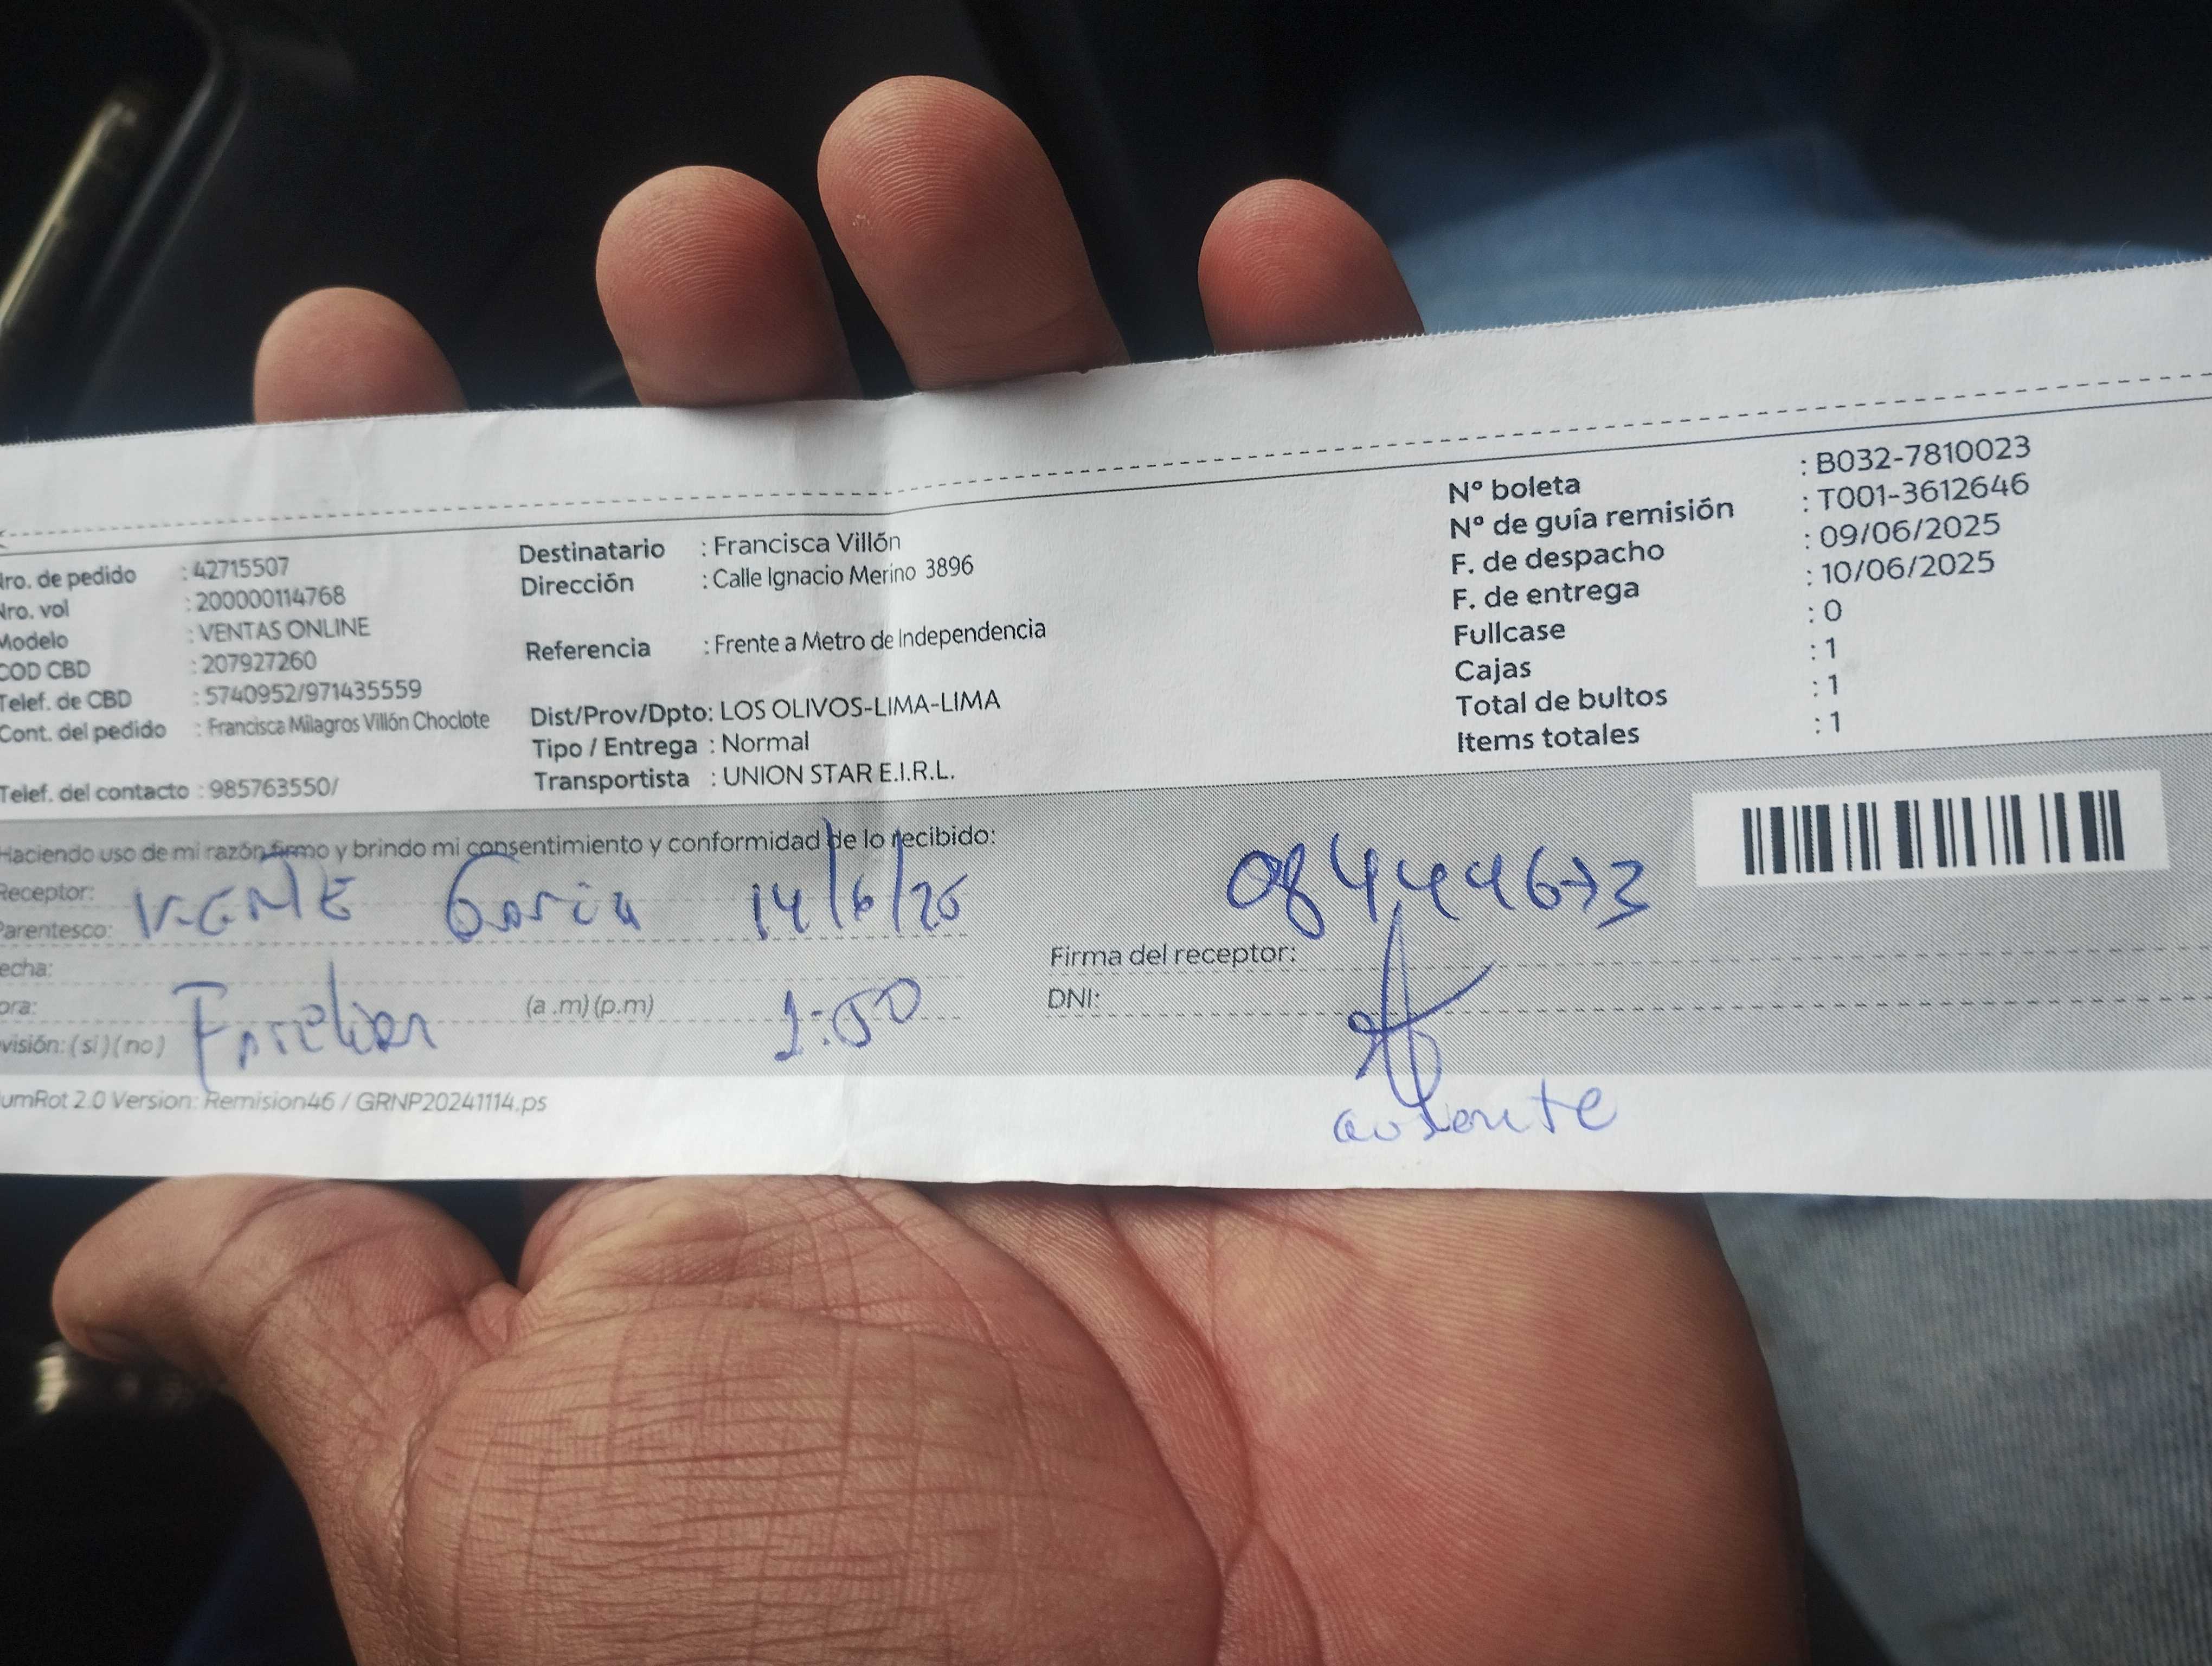 Nro. de pedido : 42715507
Nro. vol : 200000114768
Modelo : VENTAS ONLINE
COD CBD : 207927260
Telef. de CBD : 5740952/971435559
Cont. del pedido : Francisca Milagros Villón Choclote
Telef. del contacto : 985763550/
Destinatario : Francisca Villón
Dirección : Calle Ignacio Merino 3896
Referencia : Frente a Metro de Independencia
Dist/Prov/Dpto: LOS OLIVOS-LIMA-LIMA
Tipo / Entrega : Normal
Transportista : UNION STAR E.I.R.L.
Nº boleta : B032-7810023
Nº de guía remisión : T001-3612646
F. de despacho : 09/06/2025
F. de entrega : 10/06/2025
Fullcase : 0
Cajas : 1
Total de bultos : 1
Items totales : 1
Haciendo uso de mi razón firmo y brindo mi consentimiento y conformidad de lo recibido:
Receptor:
Parentesco:
echa:
ora:
(a.m) (p.m) 1:50
visión: (si) (no)
Firma del receptor:
DNI:
ausente
umRot 2.0 Version: Remision46 / GRNP20241114.ps